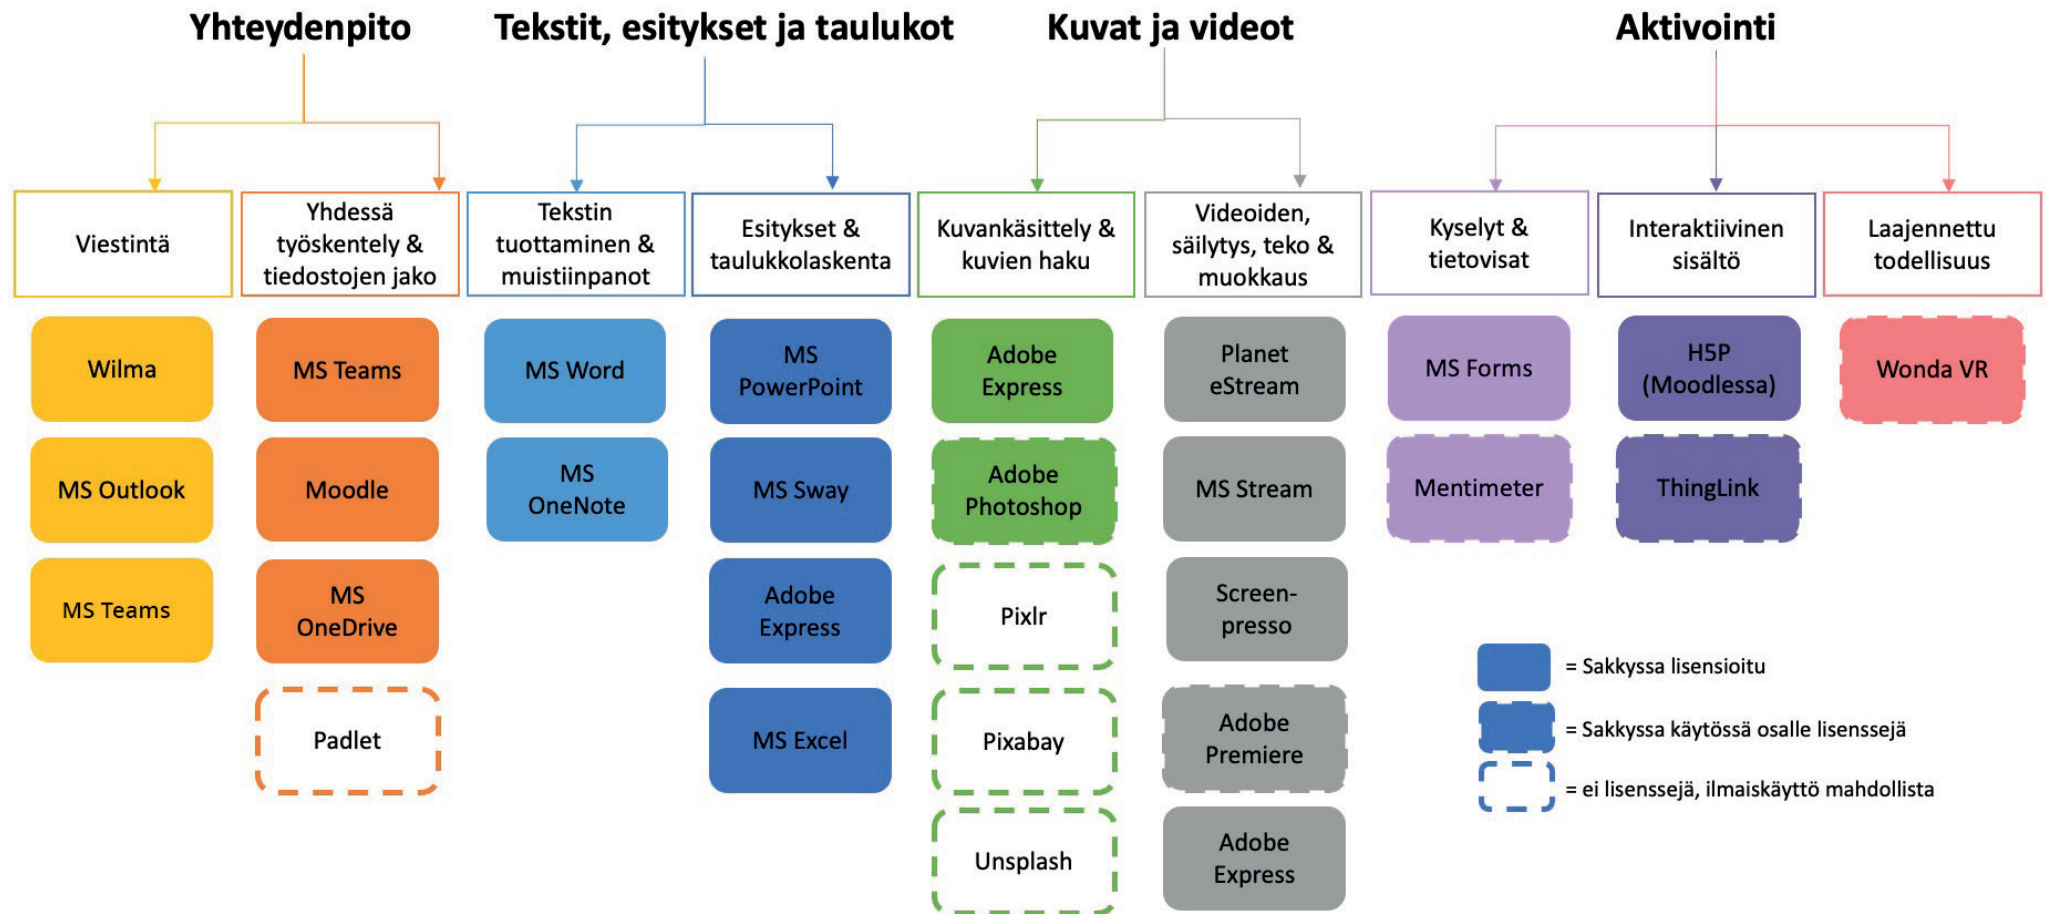 Yhteydenpito
Tekstit, esitykset ja taulukot
Kuvat ja videot
Aktivointi
Viestintä
Yhdessä
työskentely &
tiedostojen jako
Tekstin
tuottaminen &
muistiinpanot
Esitykset &
taulukkolaskenta
Kuvankäsittely &
kuvien haku
Videoiden,
säilytys, teko &
muokkaus
Kyselyt &
tietovisat
Interaktiivinen
sisältö
Laajennettu
todellisuus
Wilma
MS Outlook
MS Teams
MS Teams
Moodle
MS
OneDrive
Padlet
MS Word
MS
OneNote
MS
PowerPoint
MS Sway
Adobe
Express
MS Excel
Adobe
Express
Adobe
Photoshop
Pixlr
Pixabay
Unsplash
Planet
eStream
MS Stream
Screen-
presso
Adobe
Premiere
Adobe
Express
MS Forms
Mentimeter
H5P
(Moodlessa)
ThingLink
Wonda VR
= Sakkyssa lisensioitu
= Sakkyssa käytössä osalle lisenssejä
= ei lisenssejä, ilmaiskäyttö mahdollista